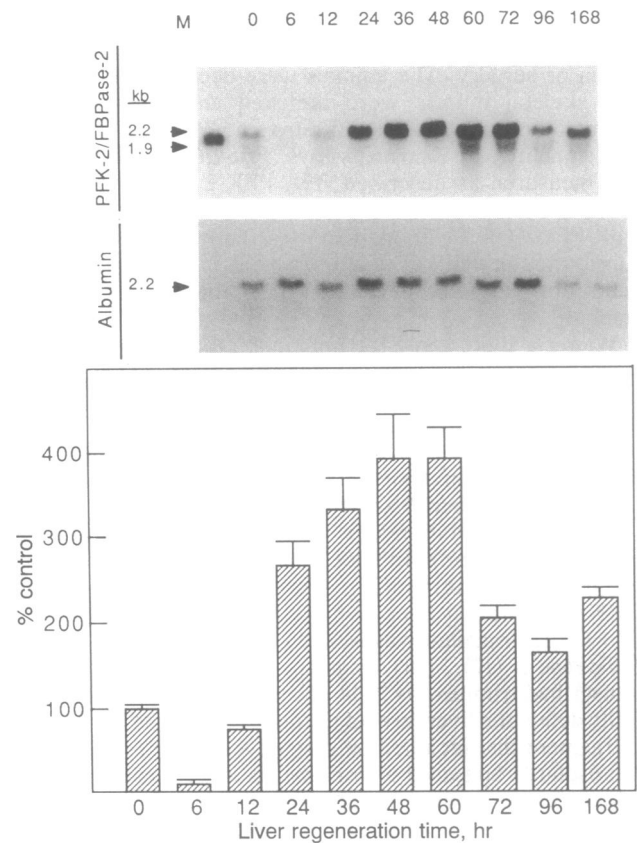 M 0 6 12 24 36 48 60 72 96 168
PFK-2/FBPase-2
kb
2.2
1.9
Albumin
2.2
% control
400
300
200
100
0 6 12 24 36 48 60 72 96 168
Liver regeneration time, hr